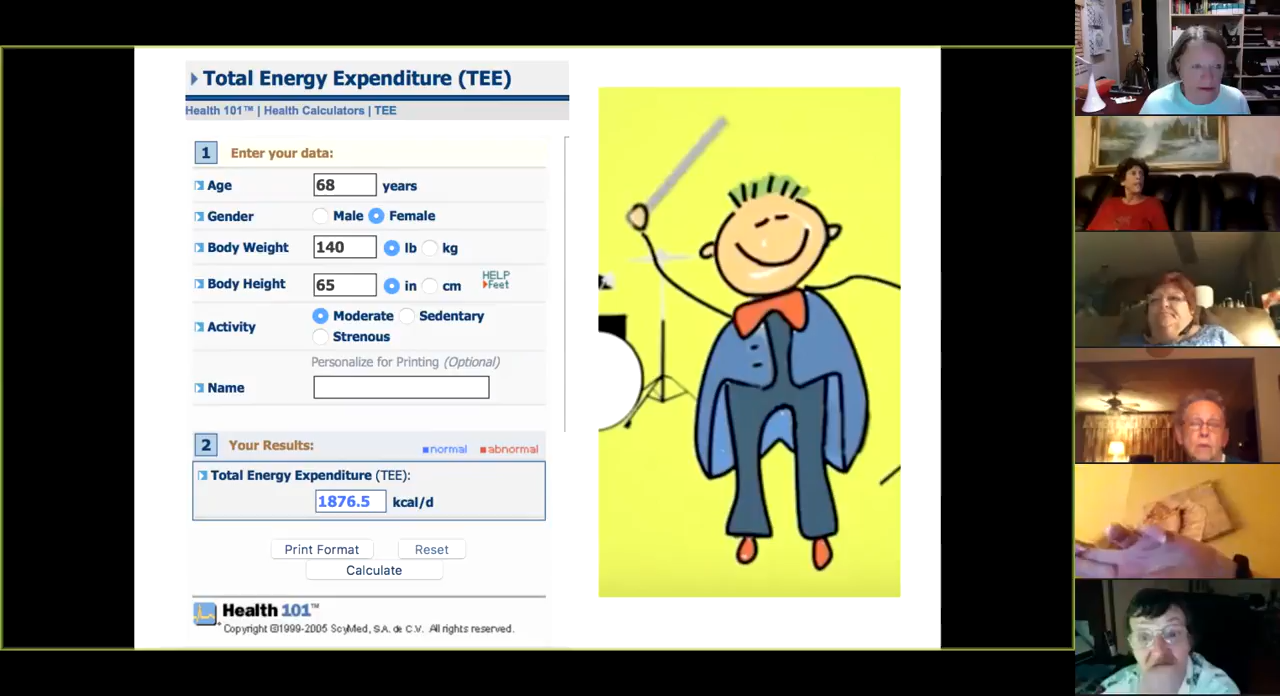 Total Energy Expenditure (TEE)
Health 101™ | Health Calculators | TEE
1 Enter your data:
Age 68 years
Gender Male Female
Body Weight 140 lb kg
Body Height 65 in cm HELP Feet
Activity Moderate Sedentary
Strenous
Personalize for Printing (Optional)
Name
2 Your Results: normal abnormal
Total Energy Expenditure (TEE):
1876.5 kcal/d
Print Format Reset
Calculate
Health 101™
Copyright ©1999-2005 ScyMed, S.A. de C.V. All rights reserved.